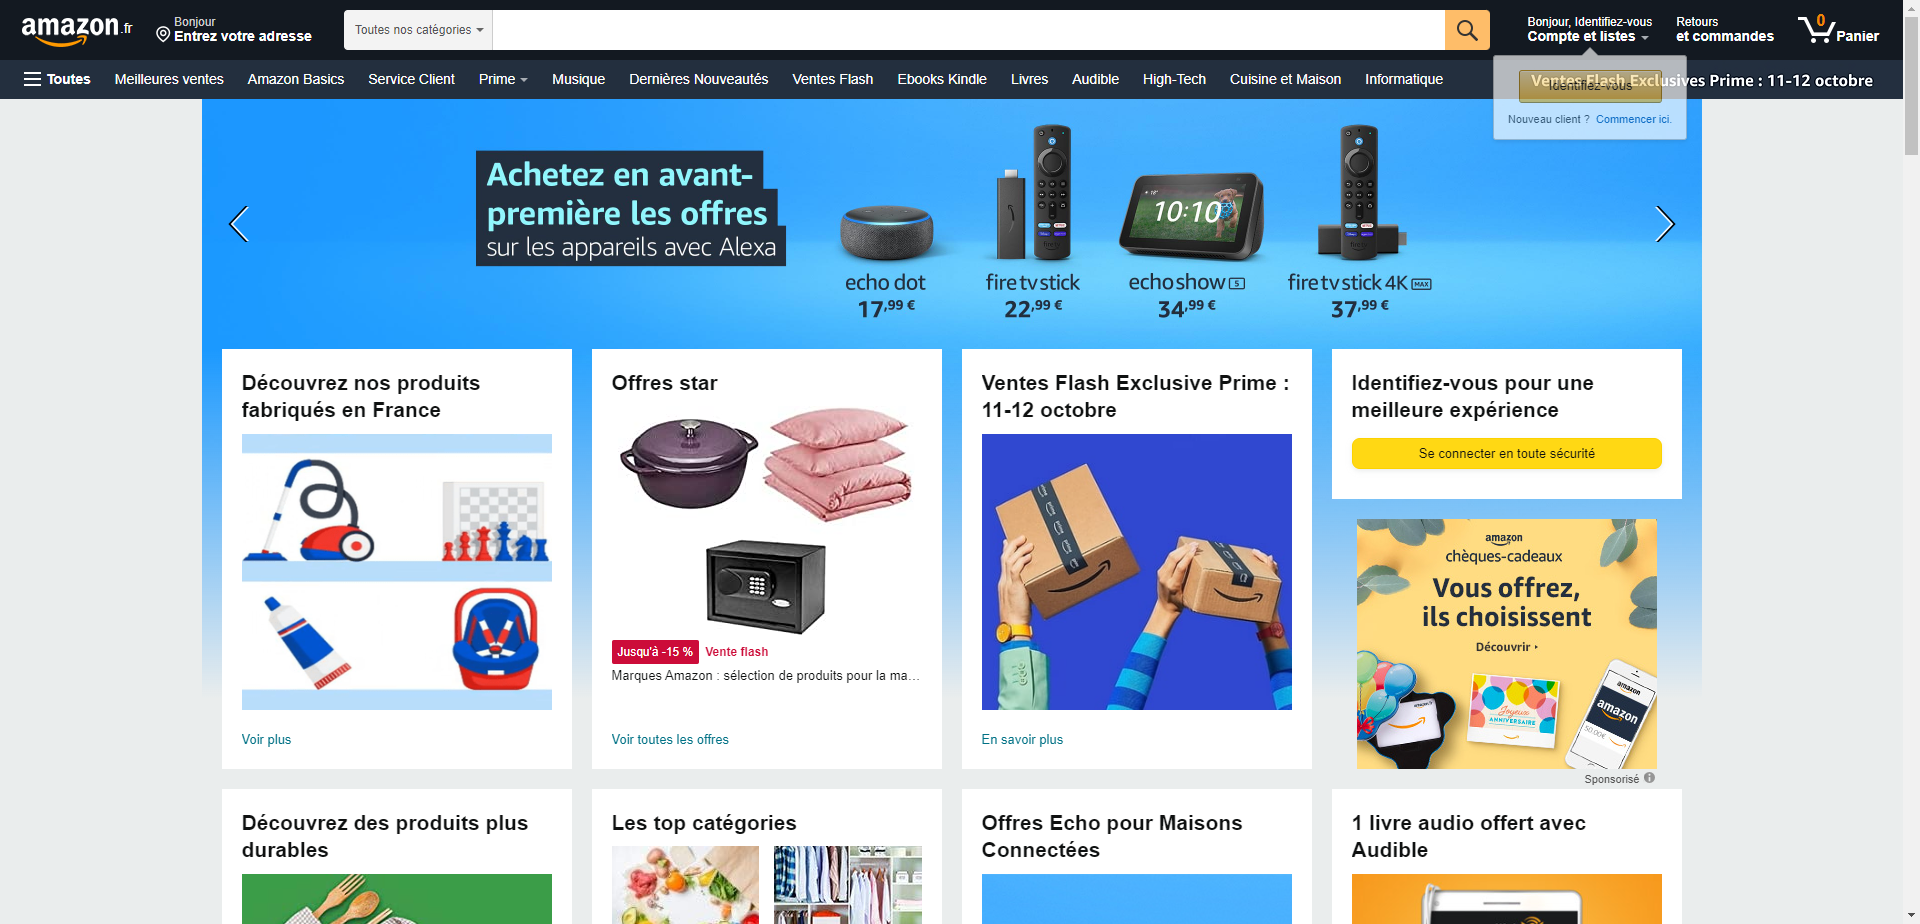 amazon.fr
Bonjour
Entrez votre adresse
Toutes nos catégories
Bonjour, Identifiez-vous
Compte et listes
Retours
et commandes
0
Panier
Toutes
Meilleures ventes
Amazon Basics
Service Client
Prime
Musique
Dernières Nouveautés
Ventes Flash
Ebooks Kindle
Livres
Audible
High-Tech
Cuisine et Maison
Informatique
Ventes Flash Exclusives Prime : 11-12 octobre
Identifiez-vous
Nouveau client ? Commencer ici.
Achetez en avant-
première les offres
sur les appareils avec Alexa
10:10
echo dot
17,99 €
fire tv stick
22,99 €
echo show 5
34,99 €
fire tv stick 4K MAX
37,99 €
Découvrez nos produits
fabriqués en France
Voir plus
Offres star
Jusqu'à -15 %
Vente flash
Marques Amazon : sélection de produits pour la ma…
Voir toutes les offres
Ventes Flash Exclusive Prime :
11-12 octobre
En savoir plus
Identifiez-vous pour une
meilleure expérience
Se connecter en toute sécurité
amazon
chèques-cadeaux
Vous offrez,
ils choisissent
Découvrir
Joyeux
ANNIVERSAIRE
amazon
amazon
50,00€
Sponsorisé
Découvrez des produits plus
durables
Les top catégories
Offres Echo pour Maisons
Connectées
1 livre audio offert avec
Audible